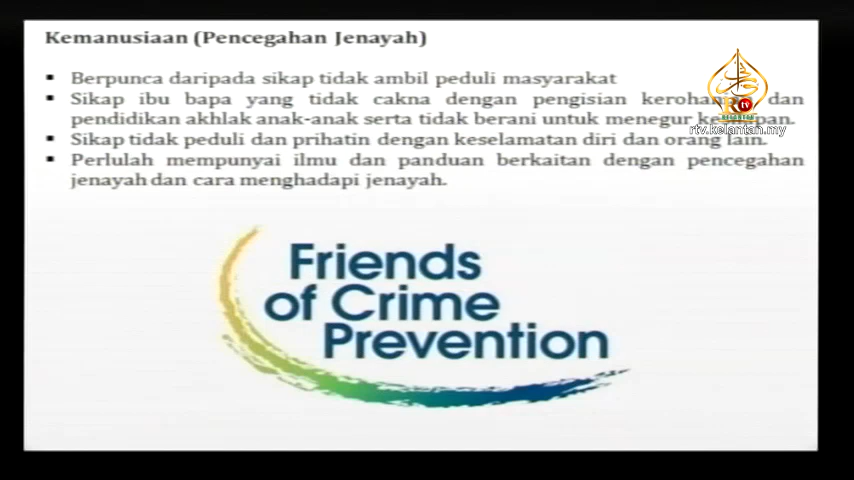 Kemanusiaan (Pencegahan Jenayah)
▪ Berpunca daripada sikap tidak ambil peduli masyarakat
▪ Sikap ibu bapa yang tidak cakna dengan pengisian dan
pendidikan akhlak anak-anak serta tidak berani untuk menegur
▪ Sikap tidak peduli dan prihatin dengan keselamatan diri dan orang lain.
▪ Perlulah mempunyai ilmu dan panduan berkaitan dengan pencegahan
jenayah dan cara menghadapi jenayah.
tv
KELANTAN
rtv.kelantan.my
Friends
of Crime
Prevention